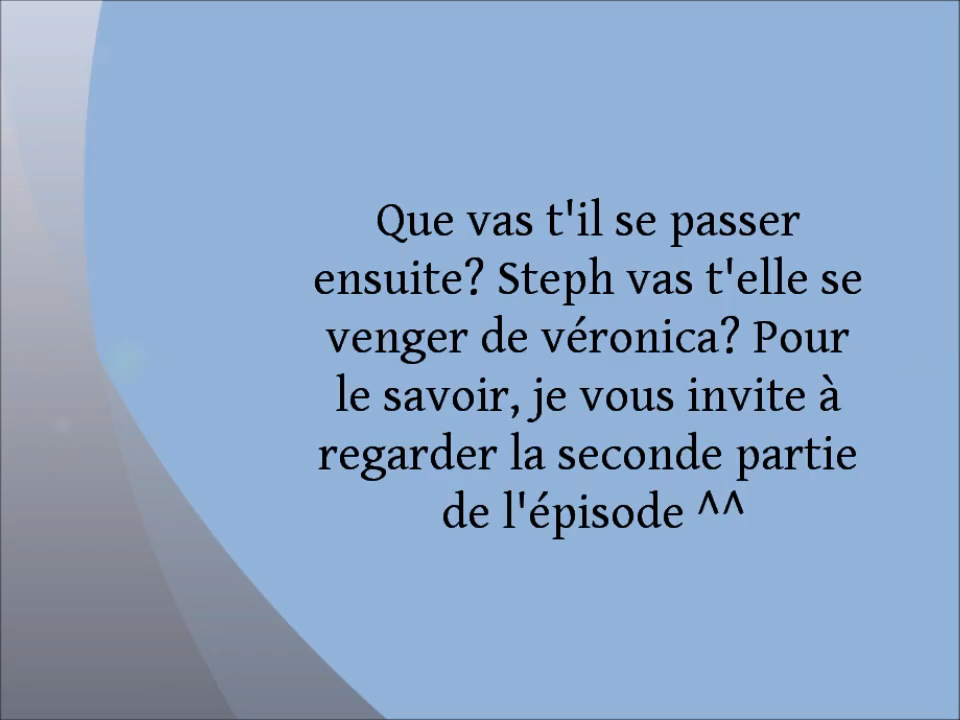 Que vas t'il se passer
ensuite? Steph vas t'elle se
venger de véronica? Pour
le savoir, je vous invite à
regarder la seconde partie
de l'épisode ^^